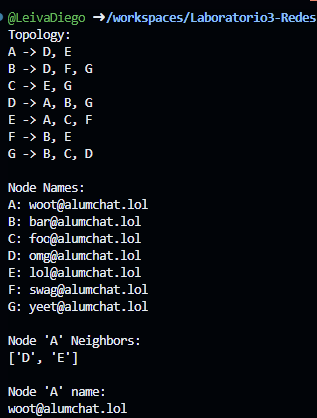 @LeivaDiego ➜/workspaces/Laboratorio3-Redes
Topology:
A -> D, E
B -> D, F, G
C -> E, G
D -> A, B, G
E -> A, C, F
F -> B, E
G -> B, C, D
Node Names:
A: woot@alumchat.lol
B: bar@alumchat.lol
C: foo@alumchat.lol
D: omg@alumchat.lol
E: lol@alumchat.lol
F: swag@alumchat.lol
G: yeet@alumchat.lol
Node 'A' Neighbors:
['D', 'E']
Node 'A' name:
woot@alumchat.lol